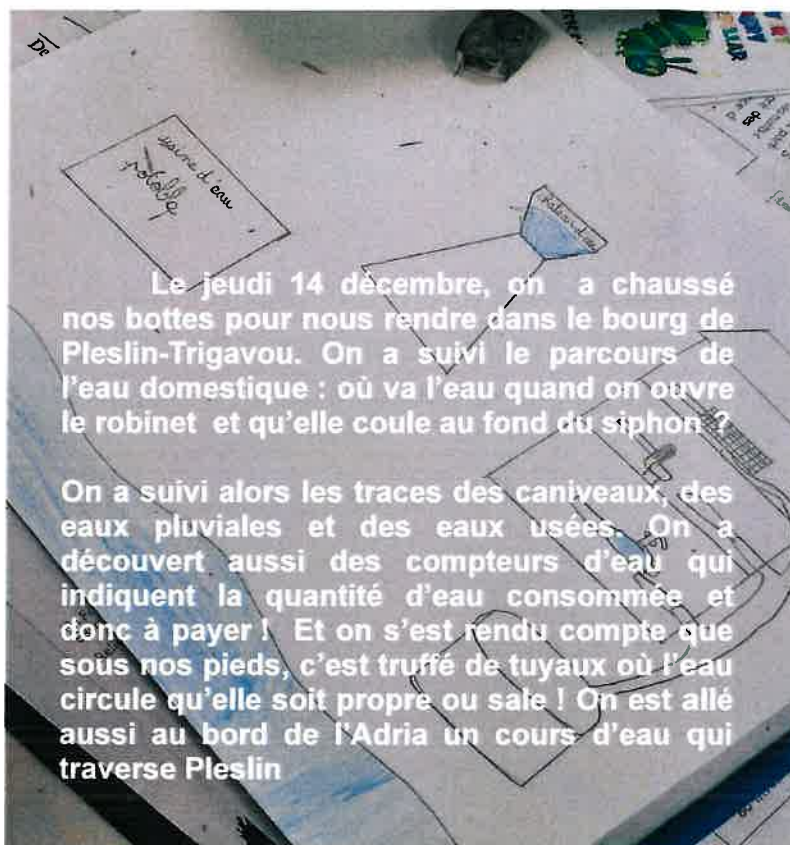 De
usine d'eau
potable
Le jeudi 14 décembre, on a chaussé
nos bottes pour nous rendre dans le bourg de
Pleslin-Trigavou. On a suivi le parcours de
l'eau domestique : où va l'eau quand on ouvre
le robinet et qu'elle coule au fond du siphon ?
On a suivi alors les traces des caniveaux, des
eaux pluviales et des eaux usées. On a
découvert aussi des compteurs d'eau qui
indiquent la quantité d'eau consommée et
donc à payer ! Et on s'est rendu compte que
sous nos pieds, c'est truffé de tuyaux où l'eau
circule qu'elle soit propre ou sale ! On est allé
aussi au bord de l'Adria un cours d'eau qui
traverse Pleslin